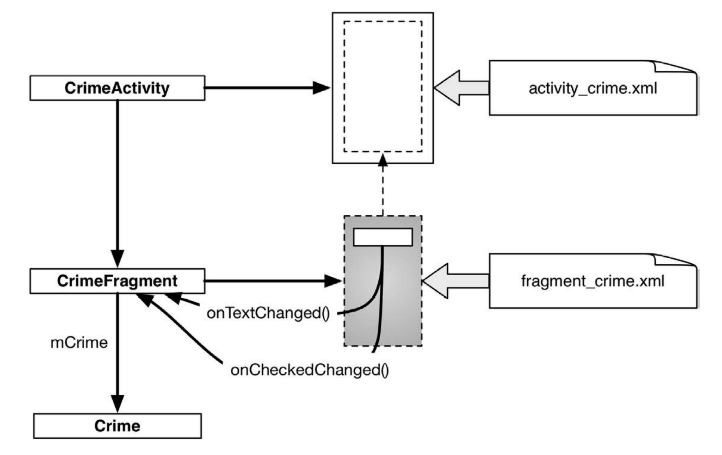 CrimeActivity
activity_crime.xml
CrimeFragment
fragment_crime.xml
onTextChanged()
mCrime
onCheckedChanged()
Crime